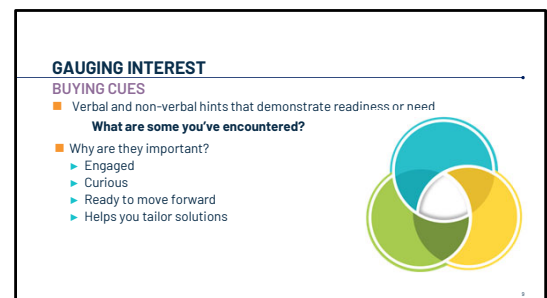 GAUGING INTEREST
BUYING CUES
Verbal and non-verbal hints that demonstrate readiness or need
What are some you've encountered?
Why are they important?
Engaged
Curious
Ready to move forward
Helps you tailor solutions